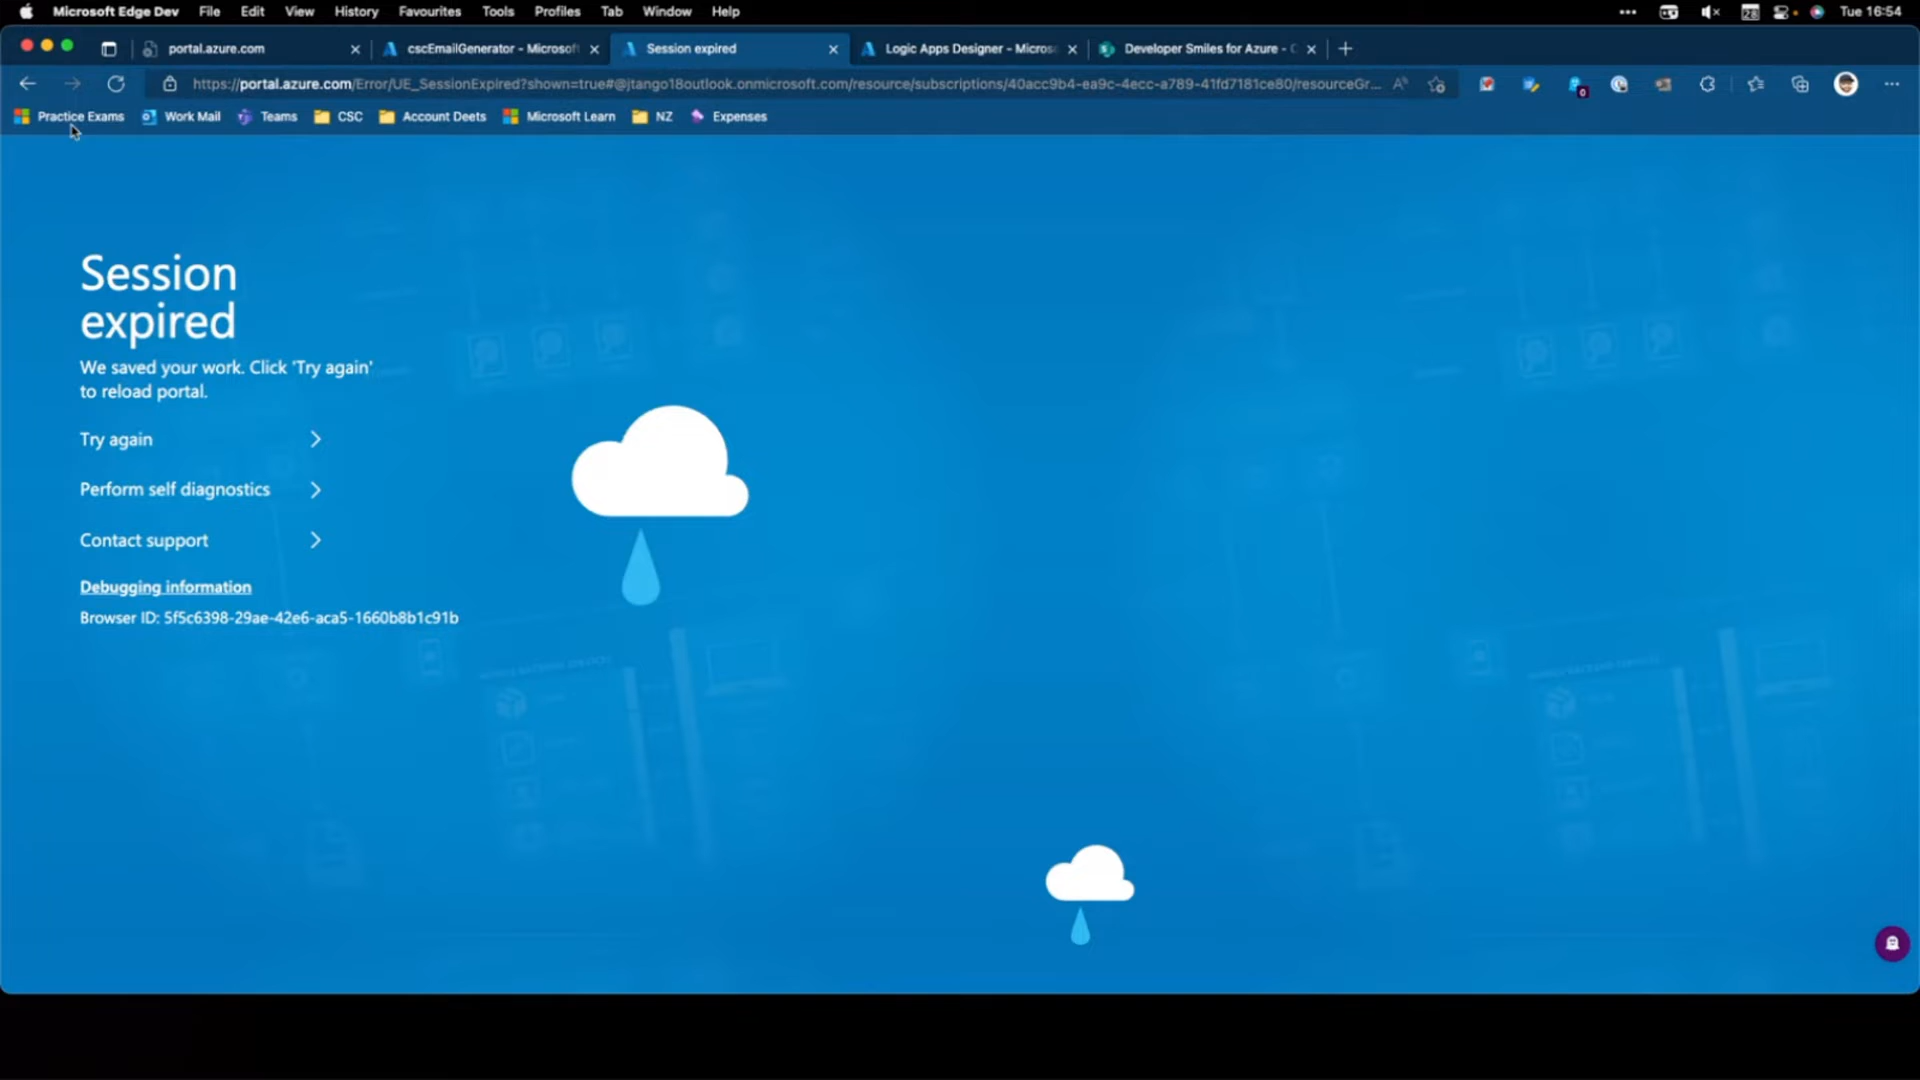 Microsoft Edge Dev File Edit View History Favourites Tools Profiles Tab Window Help ••• 28 Tue 16:54
portal.azure.com cscEmailGenerator - Microsoft Session expired Logic Apps Designer - Micros Developer Smiles for Azure - C
https://portal.azure.com/Error/UE_SessionExpired?shown=true#@jtango18outlook.onmicrosoft.com/resource/subscriptions/40acc9b4-ea9c-4ecc-a789-41fd7181ce80/resourceGr... 0
Practice Exams Work Mail Teams CSC Account Deets Microsoft Learn NZ Expenses
Session
expired
We saved your work. Click 'Try again'
to reload portal.
Try again
Perform self diagnostics
Contact support
Debugging information
Browser ID: 5f5c6398-29ae-42e6-aca5-1660b8b1c91b